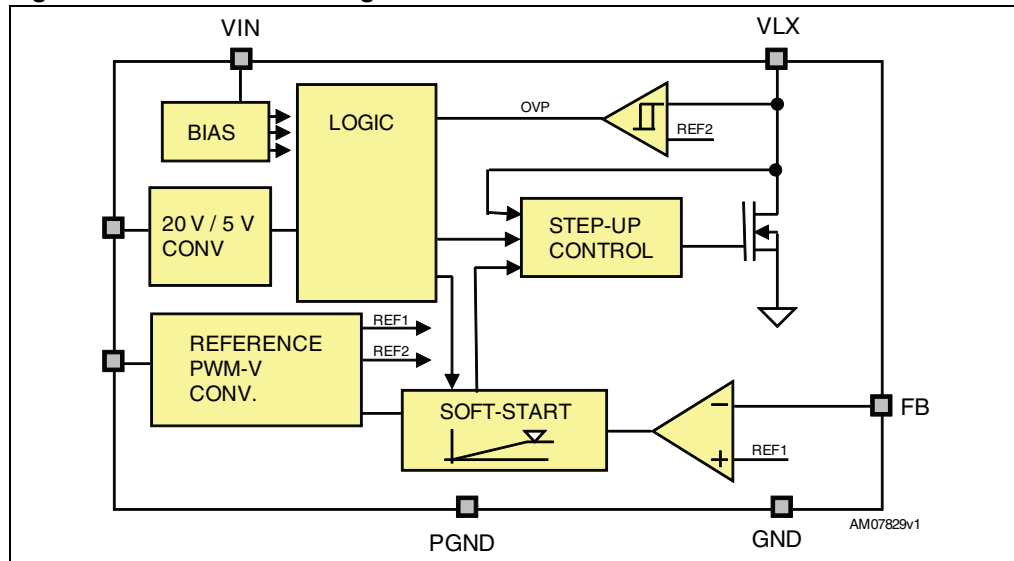 VIN
VLX
BIAS
LOGIC
OVP
REF2
20 V / 5 V
CONV
STEP-UP
CONTROL
REFERENCE
PWM-V
CONV.
REF1
REF2
SOFT-START
FB
REF1
PGND
GND
AM07829v1